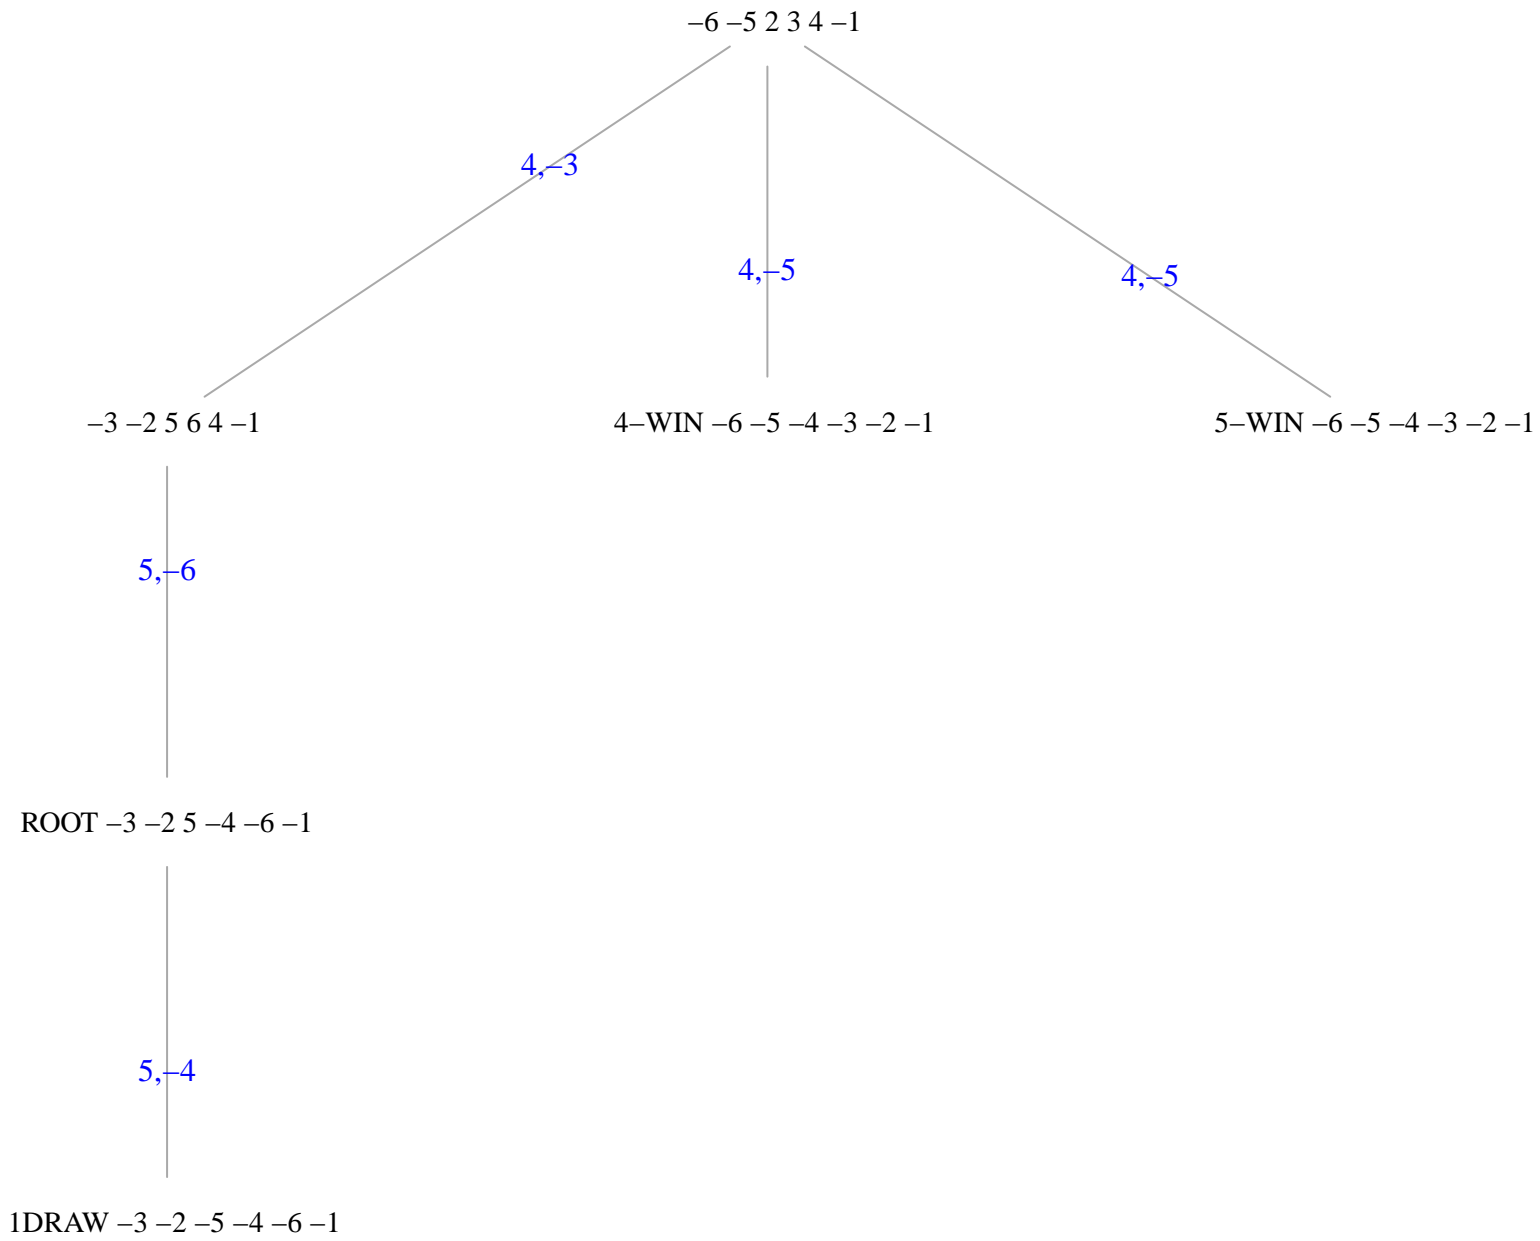 –6 –5 2 3 4 –1
4,–3
4,–5
4,–5
–3 –2 5 6 4 –1
4–WIN –6 –5 –4 –3 –2 –1
5–WIN –6 –5 –4 –3 –2 –1
5,–6
ROOT –3 –2 5 –4 –6 –1
5,–4
1DRAW –3 –2 –5 –4 –6 –1